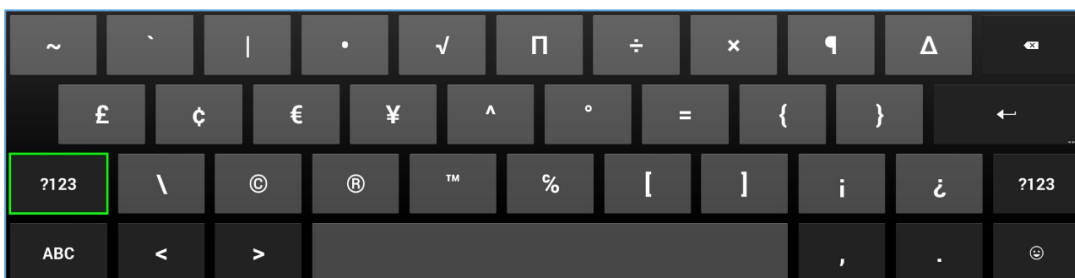 ~ ` | • √ Π ÷ × ¶ Δ
£ ¢ € ¥ ^ ° = { }
?123 \ © ® ™ ℅ [ ] ¡ ¿ ?123
ABC < > , .